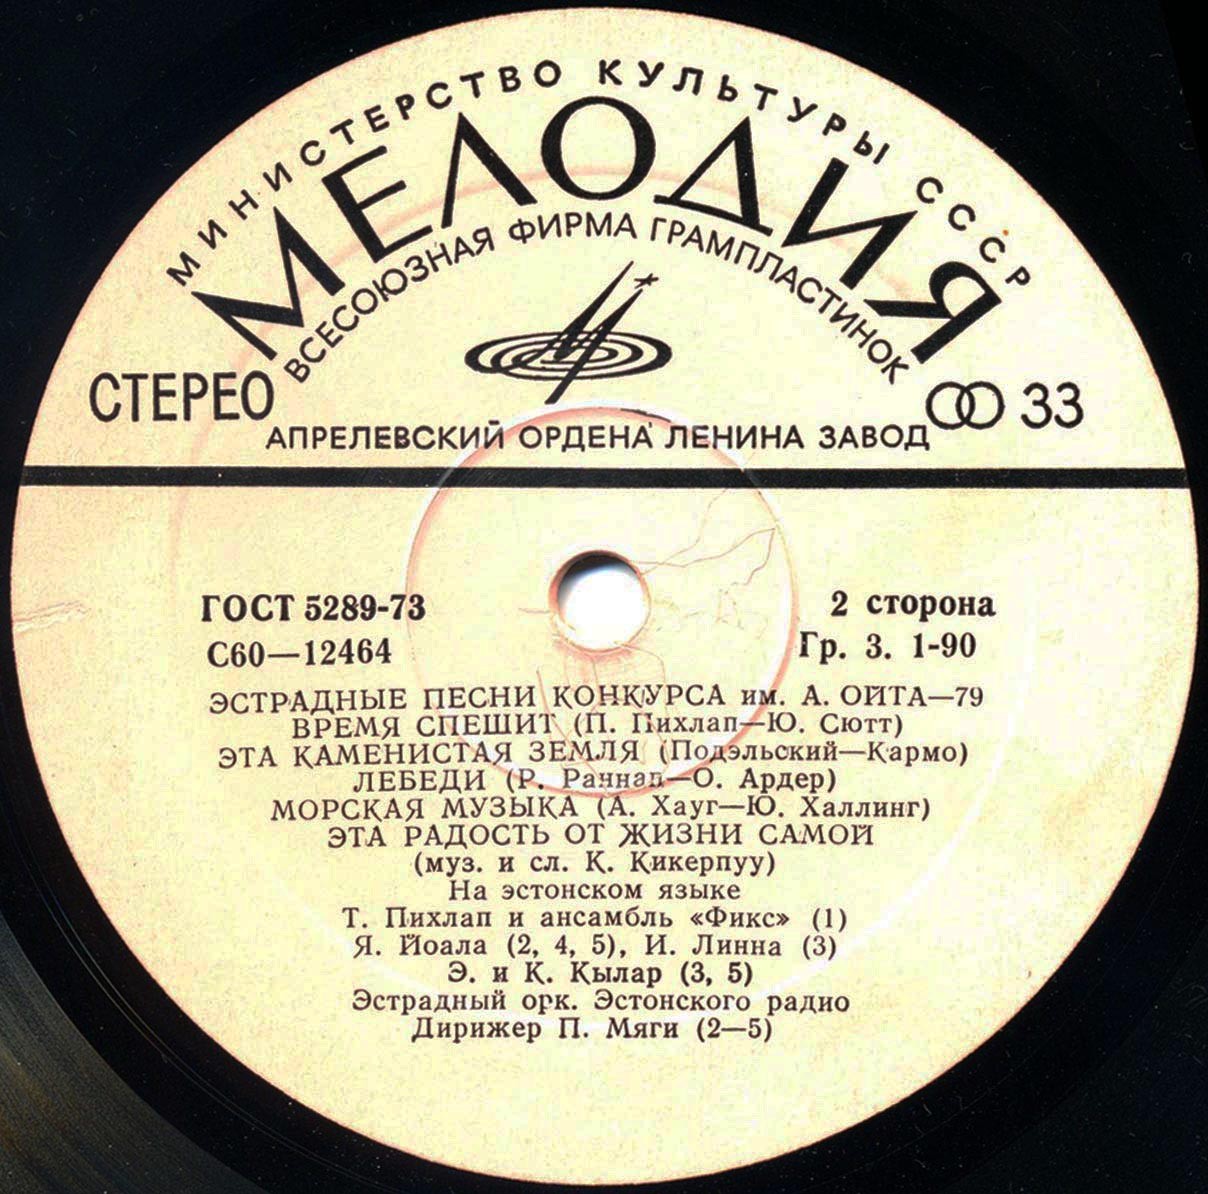 МИНИСТЕРСТВО КУЛЬТУРЫ СССР
МЕЛОДИЯ
ВСЕСОЮЗНАЯ ФИРМА ГРАМПЛАСТИНОК
СТЕРЕО
33
АПРЕЛЕВСКИЙ ОРДЕНА ЛЕНИНА ЗАВОД
ГОСТ 5289-73
2 сторона
С60—12464
Гр. 3. 1-90
ЭСТРАДНЫЕ ПЕСНИ КОНКУРСА им. А. ОЙТА—79
ВРЕМЯ СПЕШИТ (П. Пихлап—Ю. Сютт)
ЭТА КАМЕНИСТАЯ ЗЕМЛЯ (Подэльский—Кармо)
ЛЕБЕДИ (Р. Раннап—О. Ардер)
МОРСКАЯ МУЗЫКА (А. Хауг—Ю. Халлинг)
ЭТА РАДОСТЬ ОТ ЖИЗНИ САМОЙ
(муз. и сл. К. Кикерпуу)
На эстонском языке
Т. Пихлап и ансамбль «Фикс» (1)
Я. Йоала (2, 4, 5), И. Линна (3)
Э. и К. Кылар (3, 5)
Эстрадный орк. Эстонского радио
Дирижер П. Мяги (2—5)